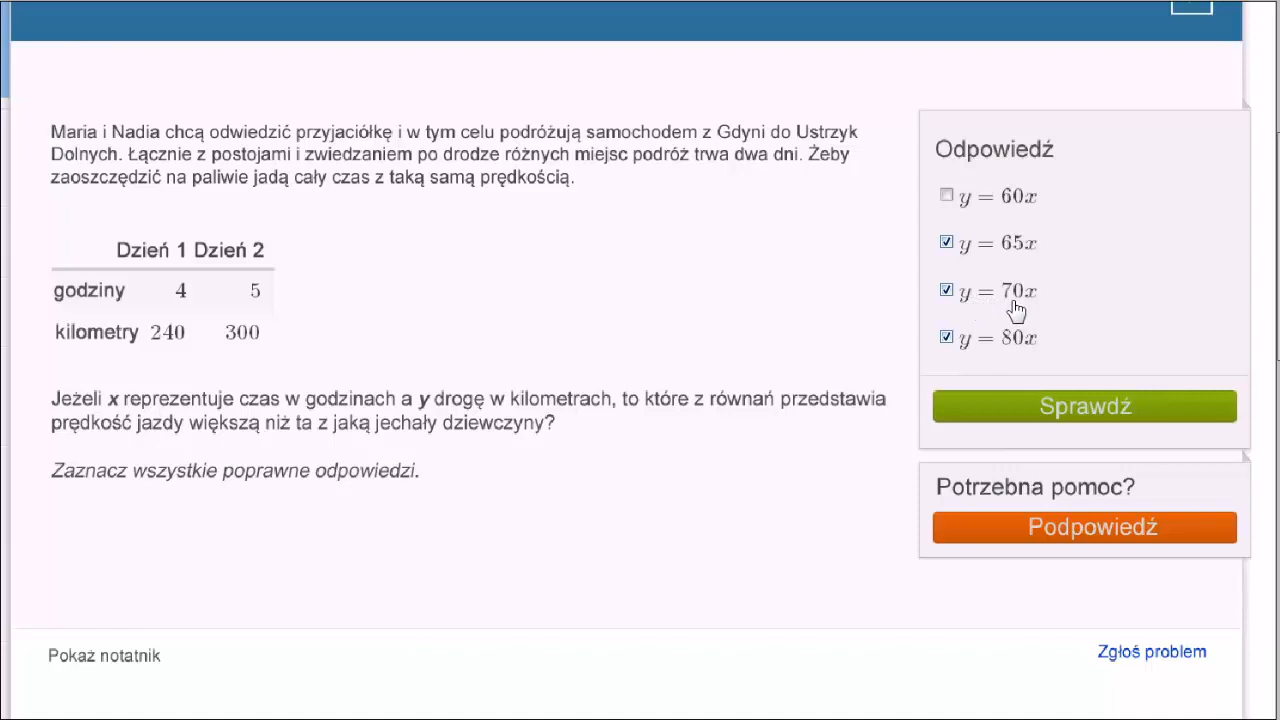 Maria i Nadia chcą odwiedzić przyjaciółkę i w tym celu podróżują samochodem z Gdyni do Ustrzyk
Dolnych. Łącznie z postojami i zwiedzaniem po drodze różnych miejsc podróż trwa dwa dni. Żeby
zaoszczędzić na paliwie jadą cały czas z taką samą prędkością.
Dzień 1 Dzień 2
godziny 4 5
kilometry 240 300
Jeżeli x reprezentuje czas w godzinach a y drogę w kilometrach, to które z równań przedstawia
prędkość jazdy większą niż ta z jaką jechały dziewczyny?
Zaznacz wszystkie poprawne odpowiedzi.
Odpowiedź
y = 60x
y = 65x
y = 70x
y = 80x
Sprawdź
Potrzebna pomoc?
Podpowiedź
Pokaż notatnik
Zgłoś problem